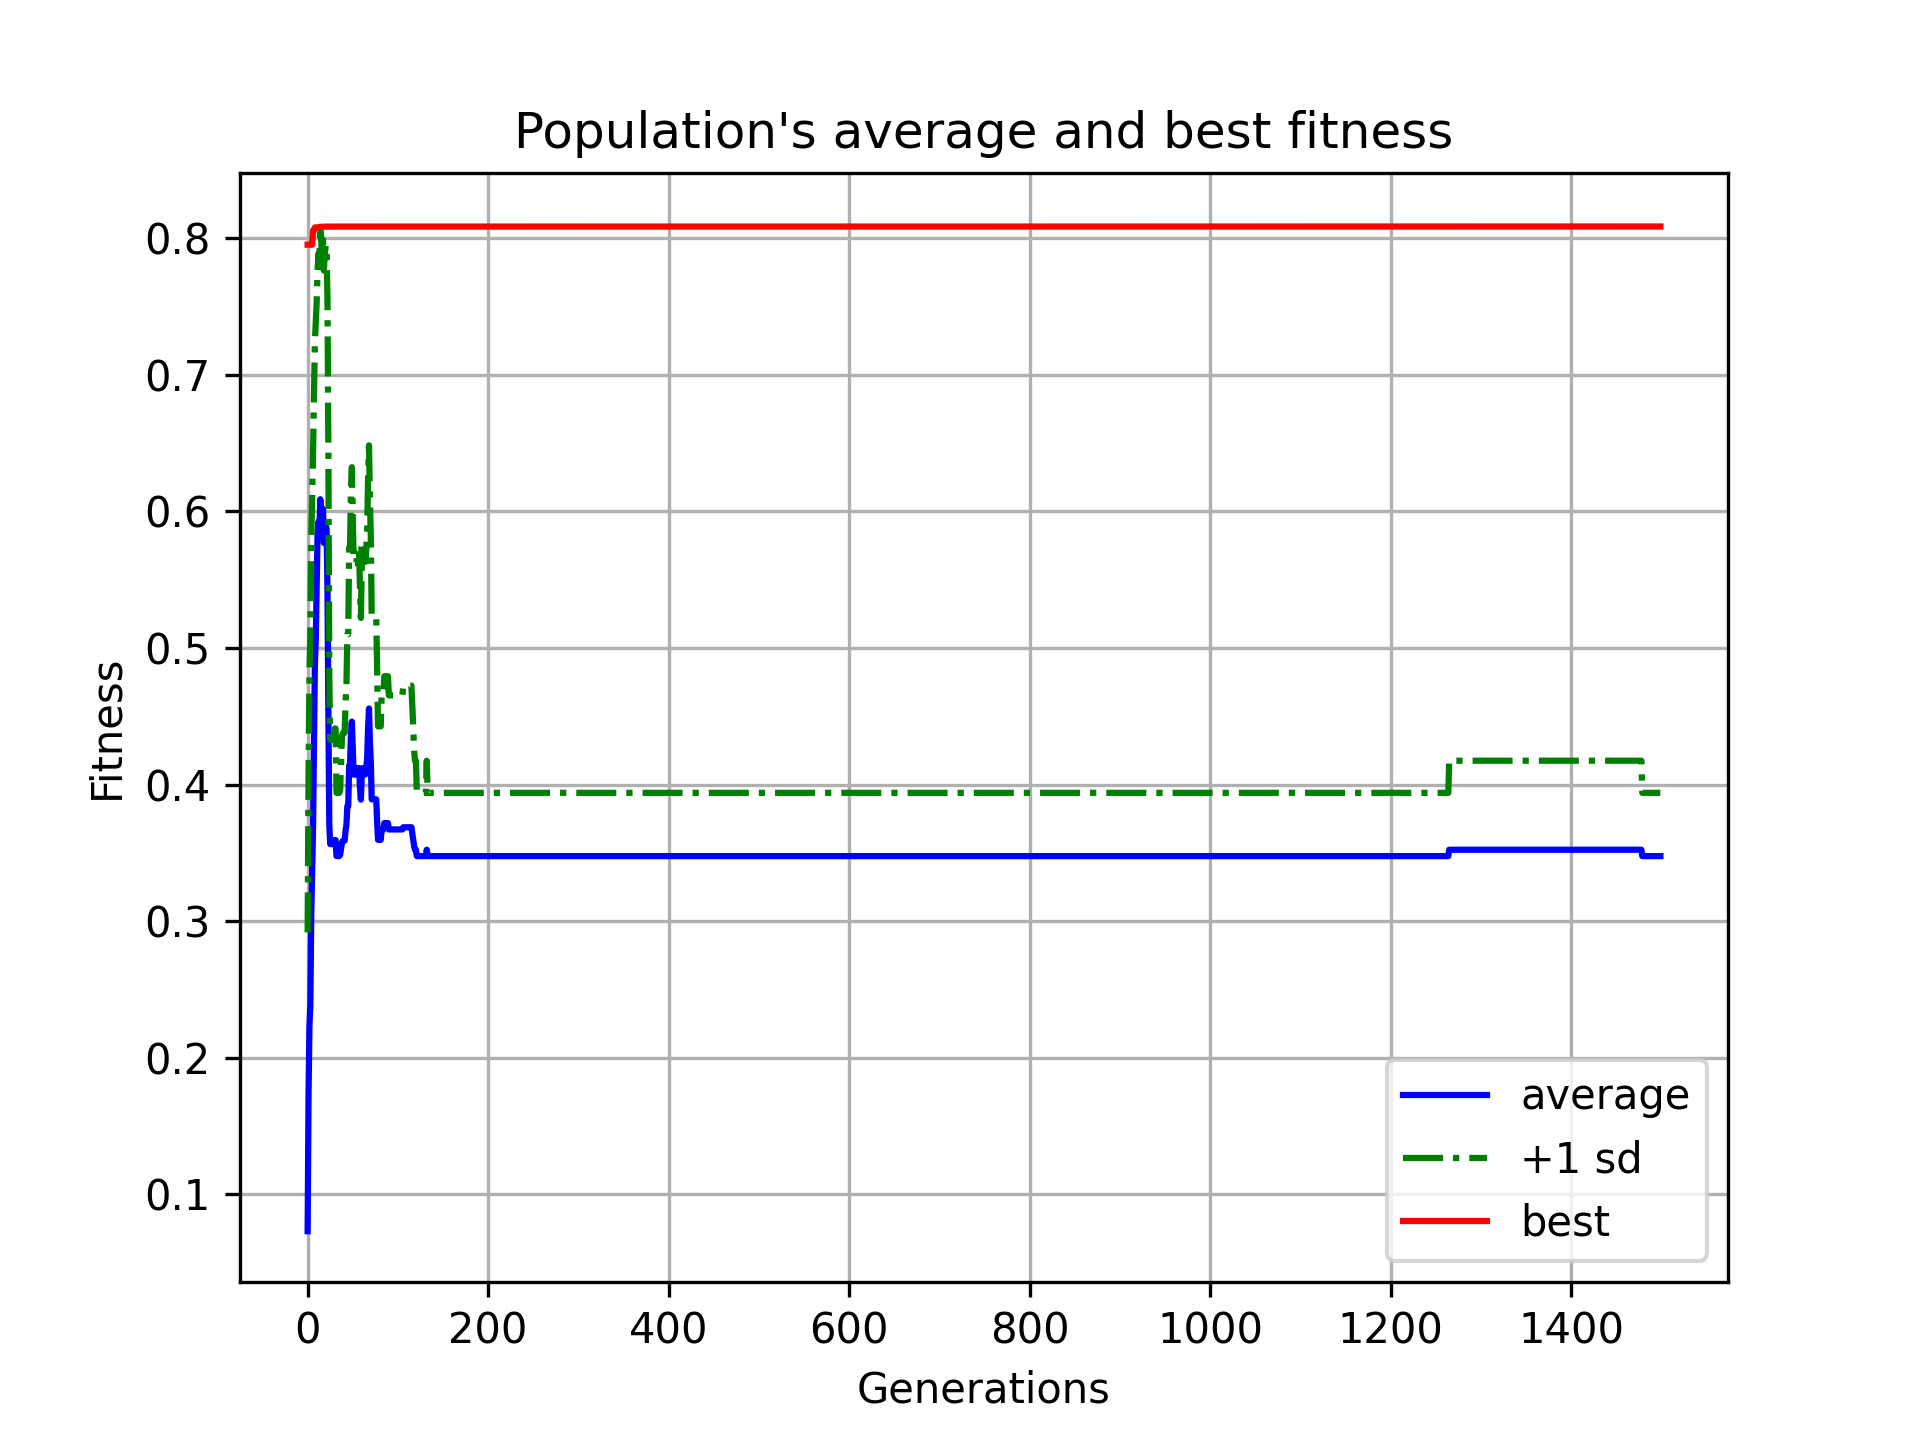 Population's average and best fitness
Fitness
0.8
0.7
0.6
0.5
0.4
0.3
0.2
0.1
0 200 400 600 800 1000 1200 1400
Generations
average
+1 sd
best